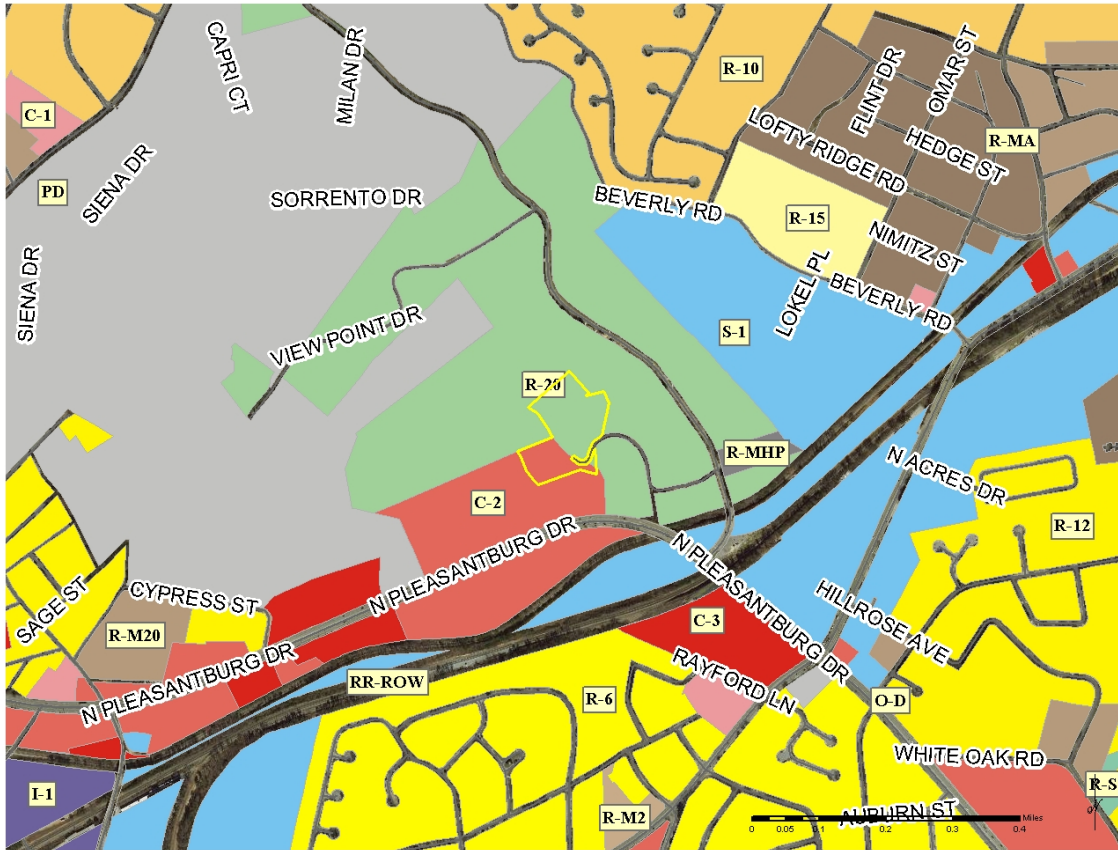 CAPRI CT
MILAN DR
R-10
FLINT DR
OMAR ST
C-1
LOFTY RIDGE RD
HEDGE ST
R-MA
PD
SIENA DR
SORRENTO DR
BEVERLY RD
R-15
NIMITZ ST
SIENA DR
LOKEL PL
BEVERLY RD
VIEW POINT DR
S-1
R-20
R-MHP
N ACRES DR
C-2
R-12
N PLEASANTBURG DR
N PLEASANTBURG DR
CYPRESS ST
SAGE ST
HILLROSE AVE
R-M20
C-3
N PLEASANTBURG DR
RAYFORD LN
RR-ROW
R-6
O-D
WHITE OAK RD
I-1
R-S
R-M2
AUBURN ST
0 0.05 0.1 0.2 0.3 0.4 Miles